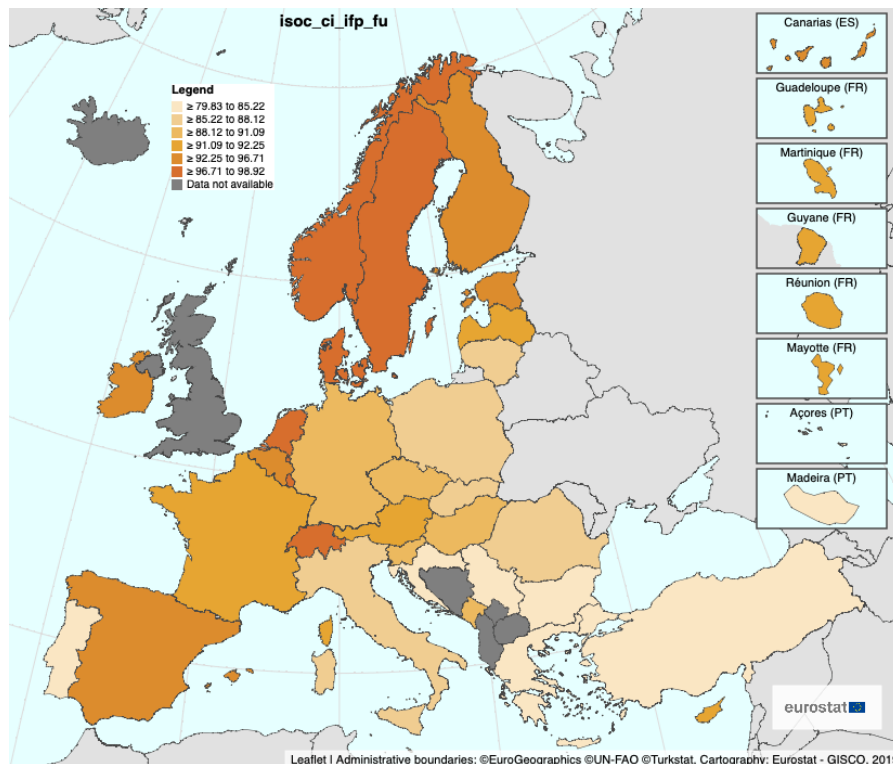 isoc_ci_ifp_fu
Legend
≥ 79.83 to 85.22
≥ 85.22 to 88.12
≥ 88.12 to 91.09
≥ 91.09 to 92.25
≥ 92.25 to 96.71
≥ 96.71 to 98.92
Data not available
Canarias (ES)
Guadeloupe (FR)
Martinique (FR)
Guyane (FR)
Réunion (FR)
Mayotte (FR)
Açores (PT)
Madeira (PT)
eurostat
Leaflet | Administrative boundaries: ©EuroGeographics ©UN-FAO ©Turkstat, Cartography: Eurostat - GISCO, 201